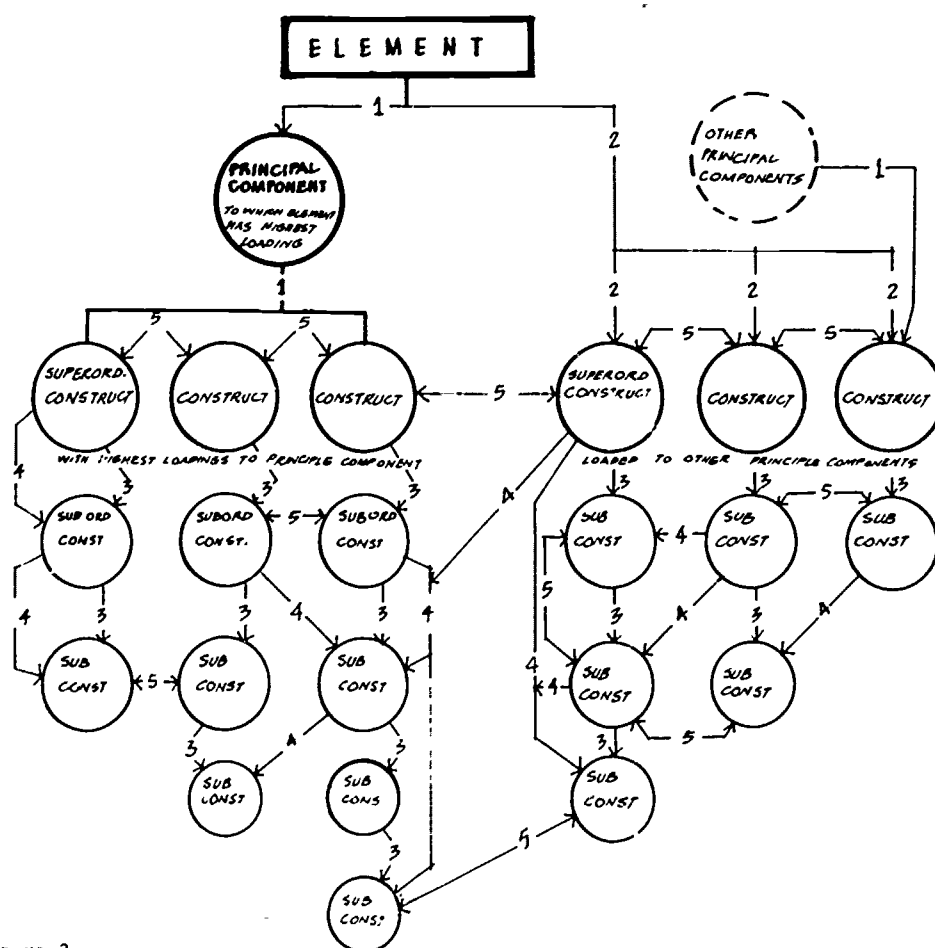 ELEMENT
1
2
OTHER
PRINCIPAL
COMPONENTS
1
PRINCIPAL
COMPONENT
TO WHICH ELEMENT
HAS HIGHEST
LOADING
1
2
2
2
5
5
5
5
SUPERORD.
CONSTRUCT
CONSTRUCT
CONSTRUCT
5
SUPERORD
CONSTRUCT
CONSTRUCT
CONSTRUCT
WITH HIGHEST LOADINGS TO PRINCIPLE COMPONENT
LOADED TO OTHER PRINCIPLE COMPONENTS
4
3
3
3
4
3
3
5
3
SUBORD
CONST
SUBORD
CONST.
5
SUBORD
CONST
SUB
CONST
4
SUB
CONST
SUB
CONST
5
4
3
3
4
3
4
3
4
3
4
SUB
CONST
5
SUB
CONST
SUB
CONST
4
4
SUB
CONST
SUB
CONST
3
4
3
3
5
SUB
CONST
SUB
CONS
SUB
CONST
3
5
SUB
CONS